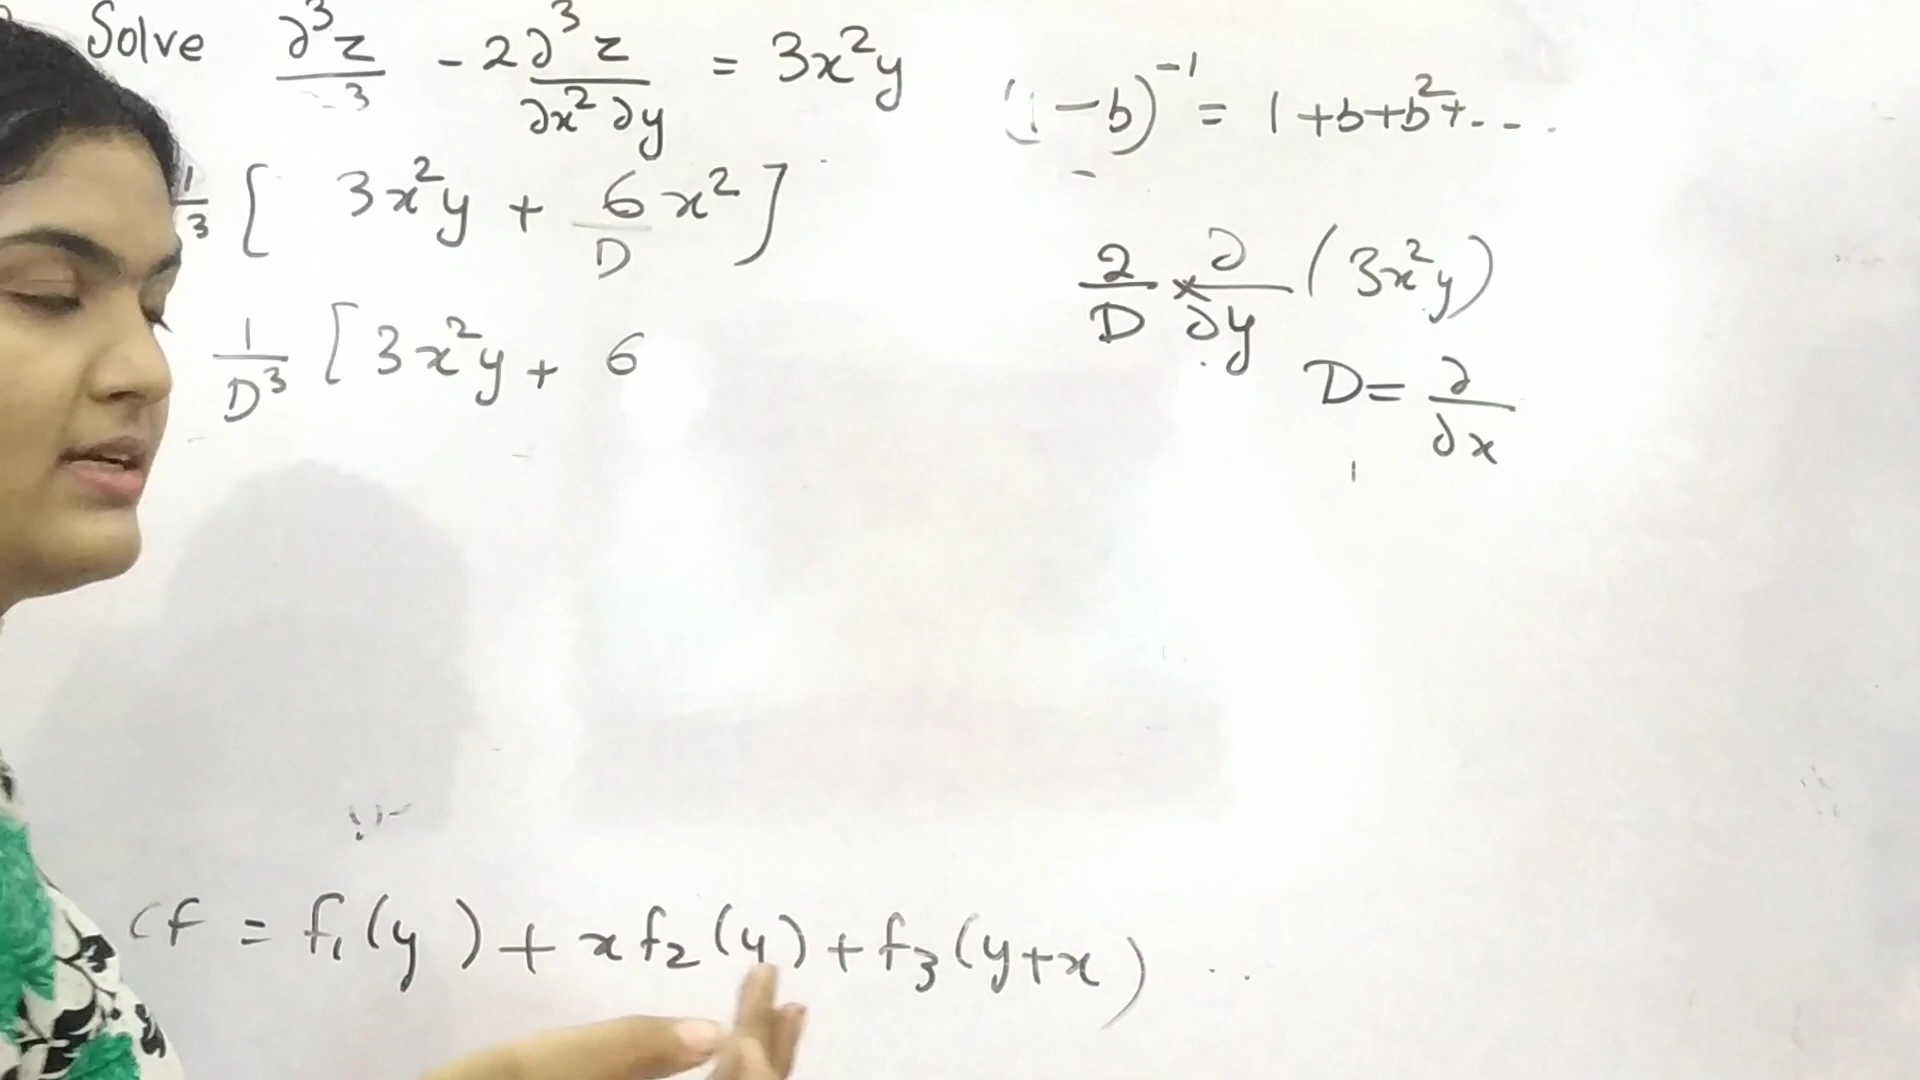 Solve ∂³z/∂x³ - 2∂³z/∂x²∂y = 3x²y
(1-b)⁻¹ = 1+b+b²+...
1/3 [ 3x²y + 6/D x² ]
2/D × ∂/∂y (3x²y)
1/D³ [ 3x²y + 6
D = ∂/∂x
CF = f₁(y) + x f₂(y) + f₃(y+x)